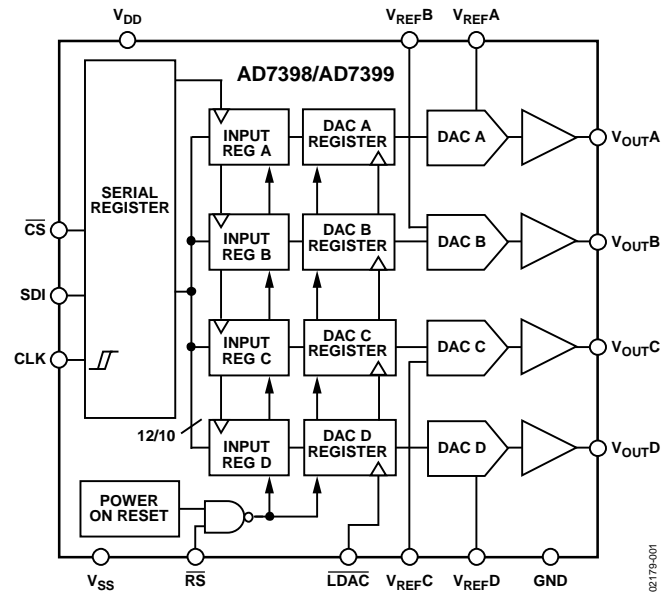 VDD
VREFB
VREFA
AD7398/AD7399
SERIAL
REGISTER
INPUT
REG A
DAC A
REGISTER
DAC A
VOUTA
CS
INPUT
REG B
DAC B
REGISTER
DAC B
VOUTB
SDI
CLK
INPUT
REG C
DAC C
REGISTER
DAC C
VOUTC
12/10
INPUT
REG D
DAC D
REGISTER
DAC D
VOUTD
POWER
ON RESET
VSS
RS
LDAC
VREFC
VREFD
GND
02179-001